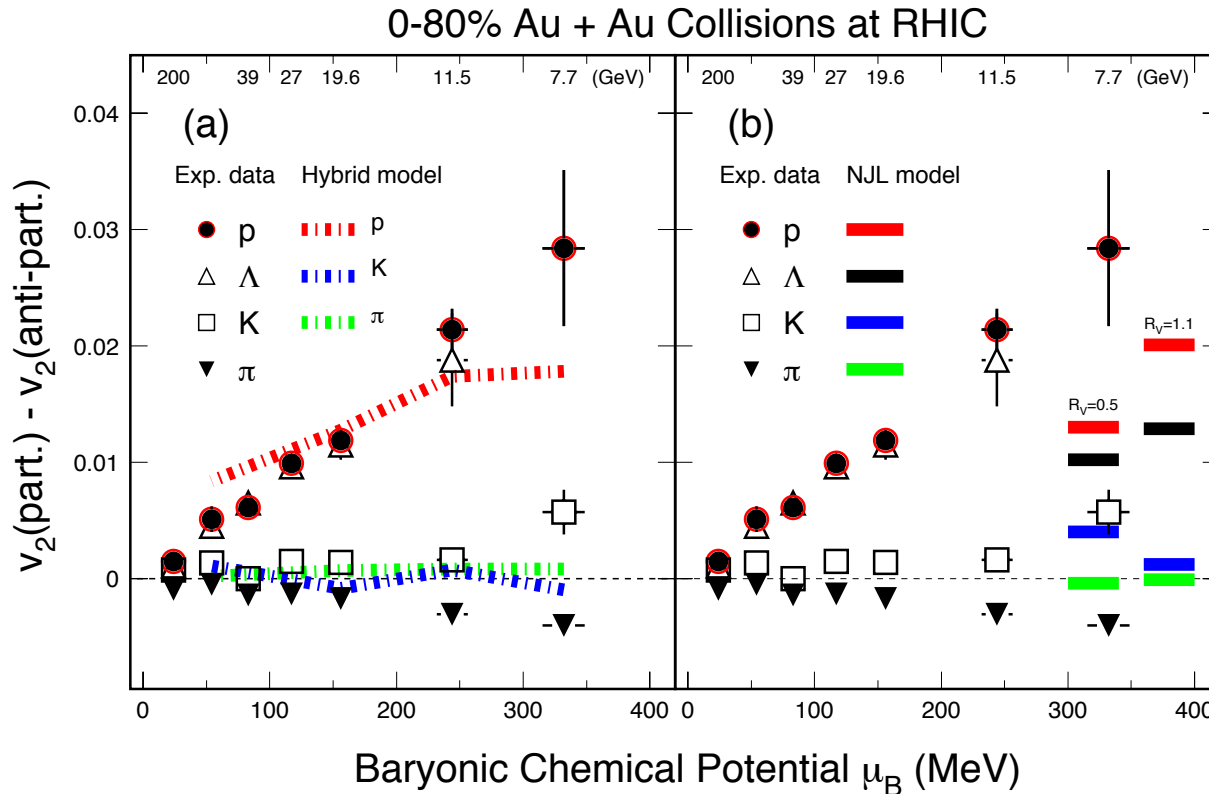 0-80% Au + Au Collisions at RHIC
200 39 27 19.6 11.5 7.7 (GeV)
(a)
Exp. data Hybrid model
p p
Λ K
K π
π
200 39 27 19.6 11.5 7.7 (GeV)
(b)
Exp. data NJL model
p
Λ
K
π
R_V=1.1
R_V=0.5
0.04
0.03
0.02
0.01
0
v_2(part.) - v_2(anti-part.)
0 100 200 300 400
0 100 200 300 400
Baryonic Chemical Potential μ_B (MeV)